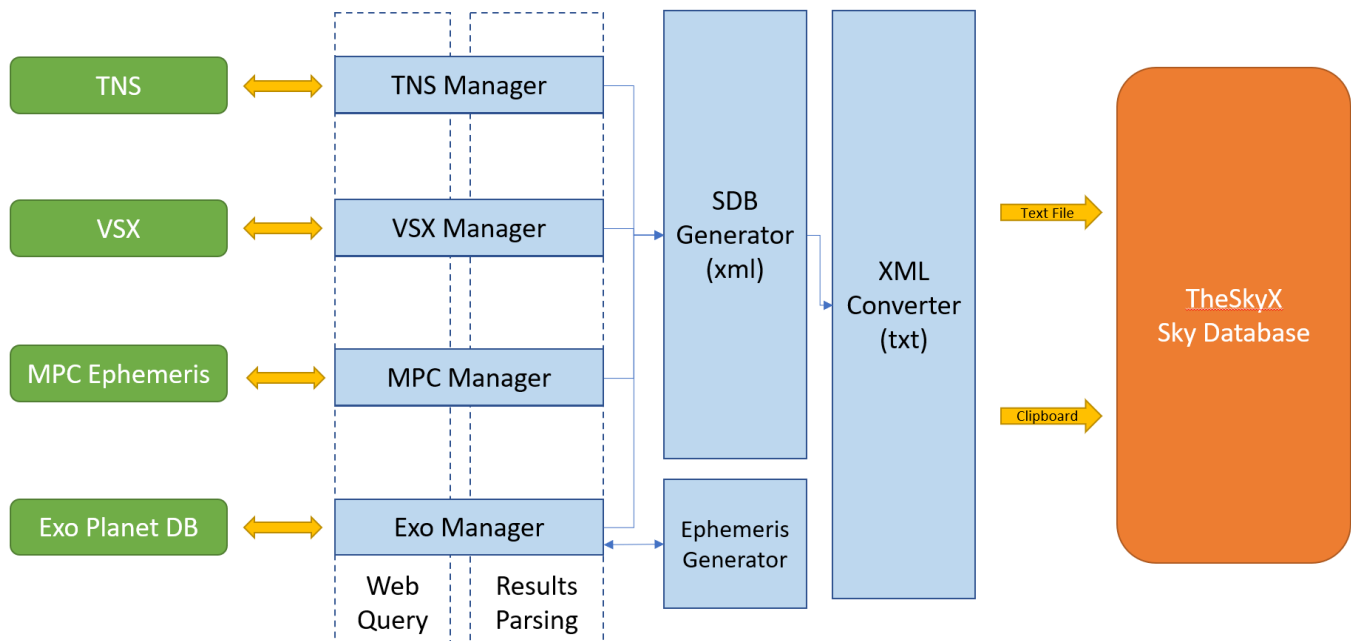 TNS
TNS Manager
VSX
VSX Manager
MPC Ephemeris
MPC Manager
Exo Planet DB
Exo Manager
Web
Query
Results
Parsing
SDB
Generator
(xml)
Ephemeris
Generator
XML
Converter
(txt)
Text File
Clipboard
TheSkyX
Sky Database